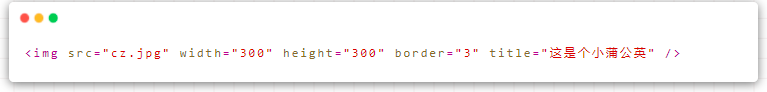 <img src="cz.jpg" width="300" height="300" border="3" title="这是个小蒲公英" />